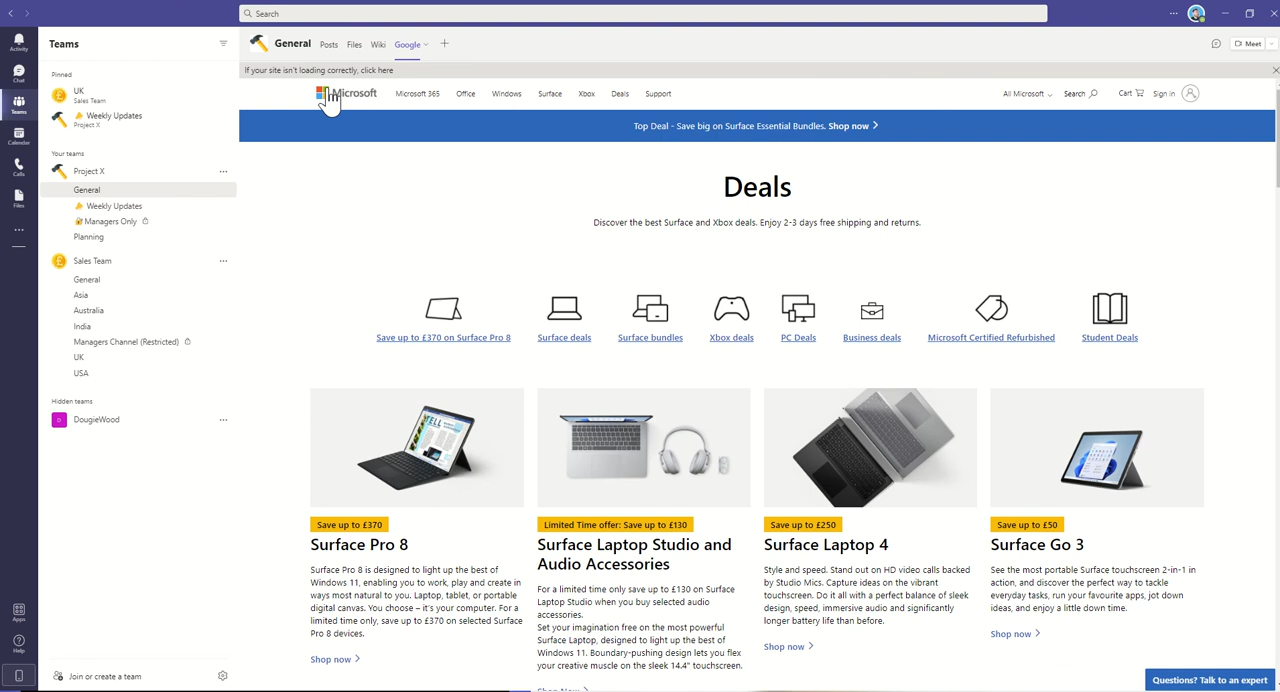 Search
Activity
Chat
Teams
Calendar
Calls
Files
Apps
Help
Teams
Pinned
UK
Sales Team
Weekly Updates
Project X
Your teams
Project X
General
Weekly Updates
Managers Only
Planning
Sales Team
General
Asia
Australia
India
Managers Channel (Restricted)
UK
USA
Hidden teams
D DougieWood
Join or create a team
General Posts Files Wiki Google
Meet
If your site isn't loading correctly, click here
Microsoft Microsoft 365 Office Windows Surface Xbox Deals Support All Microsoft Search Cart Sign in
Top Deal - Save big on Surface Essential Bundles. Shop now
Deals
Discover the best Surface and Xbox deals. Enjoy 2-3 days free shipping and returns.
Save up to £370 on Surface Pro 8 Surface deals Surface bundles Xbox deals PC Deals Business deals Microsoft Certified Refurbished Student Deals
Save up to £370
Surface Pro 8
Surface Pro 8 is designed to light up the best of
Windows 11, enabling you to work, play and create in
ways most natural to you. Laptop, tablet, or portable
digital canvas. You choose – it's your computer. For a
limited time only, save up to £370 on selected Surface
Pro 8 devices.
Shop now
Limited Time offer: Save up to £130
Surface Laptop Studio and
Audio Accessories
For a limited time only save up to £130 on Surface
Laptop Studio when you buy selected audio
accessories.
Set your imagination free on the most powerful
Surface Laptop, designed to light up the best of
Windows 11. Boundary-pushing design lets you flex
your creative muscle on the sleek 14.4" touchscreen.
Shop Now
Save up to £250
Surface Laptop 4
Style and speed. Stand out on HD video calls backed
by Studio Mics. Capture ideas on the vibrant
touchscreen. Do it all with a perfect balance of sleek
design, speed, immersive audio and significantly
longer battery life than before.
Shop now
Save up to £50
Surface Go 3
See the most portable Surface touchscreen 2-in-1 in
action, and discover the perfect way to tackle
everyday tasks, run your favourite apps, jot down
ideas, and enjoy a little down time.
Shop now
Questions? Talk to an expert